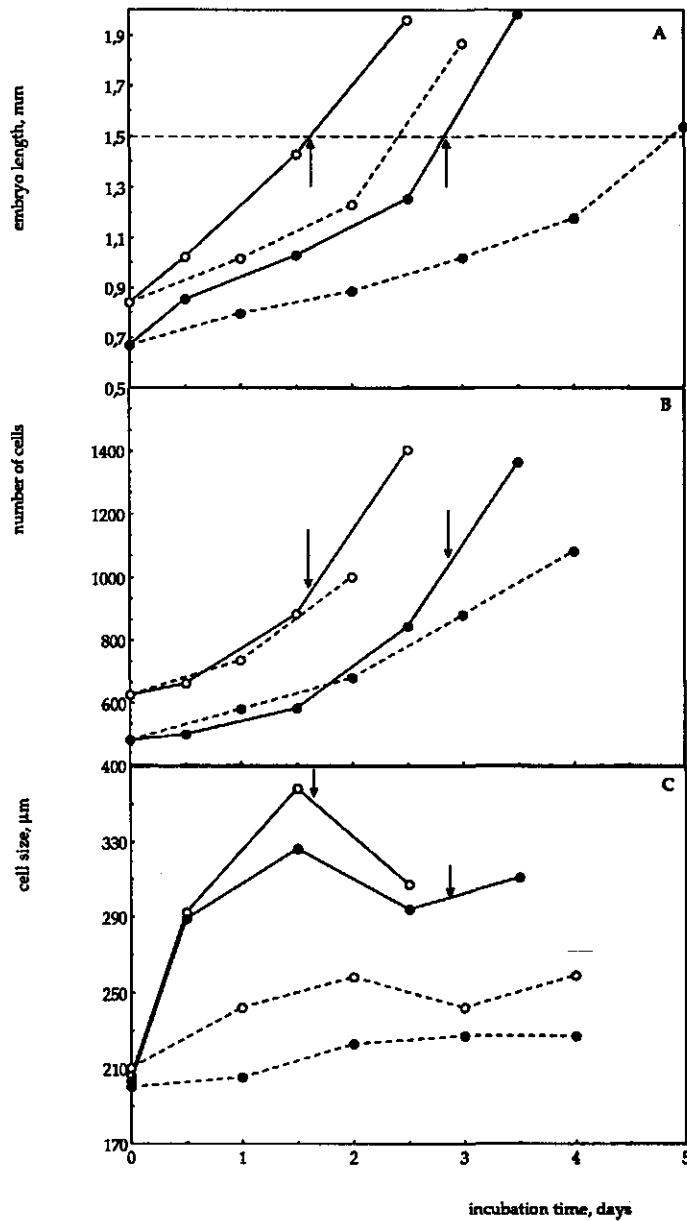 A
embryo length, mm
1,9
1,7
1,5
1,3
1,1
0,9
0,7
0,5
B
number of cells
1400
1200
1000
800
600
400
C
cell size, µm
330
290
250
210
170
0 1 2 3 4 5
incubation time, days